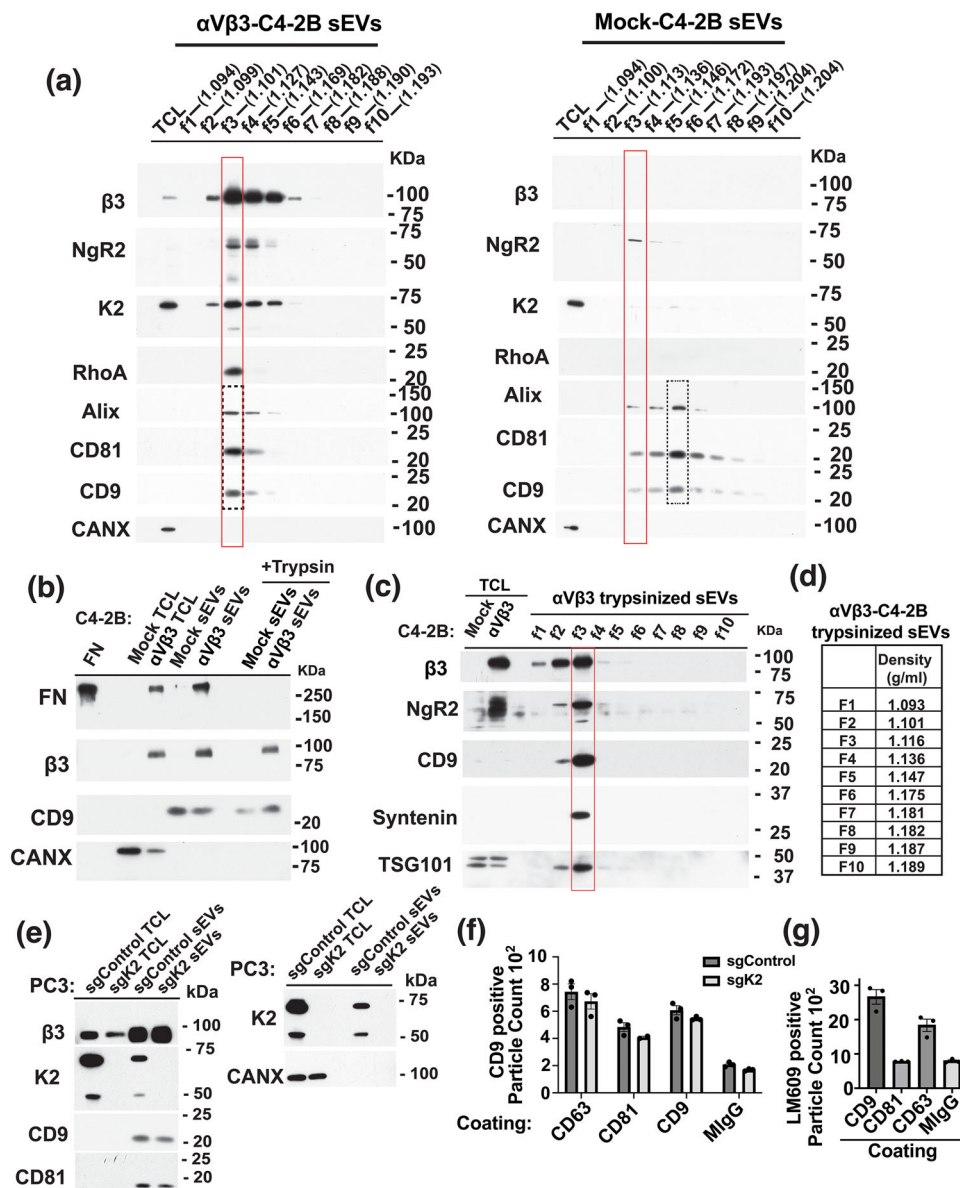 αVβ3-C4-2B sEVs
Mock-C4-2B sEVs
(a)
TCL
f1—(1.094)
f2—(1.099)
f3—(1.101)
f4—(1.127)
f5—(1.143)
f6—(1.169)
f7—(1.182)
f8—(1.188)
f9—(1.190)
f10—(1.193)
TCL
f1—(1.094)
f2—(1.100)
f3—(1.113)
f4—(1.136)
f5—(1.146)
f6—(1.172)
f7—(1.193)
f8—(1.197)
f9—(1.204)
f10—(1.204)
KDa
β3
- 100
- 75
NgR2
- 75
- 50
K2
- 75
- 50
RhoA
- 25
- 20
Alix
- 150
- 100
CD81
- 25
- 20
CD9
- 25
- 20
CANX
- 100
KDa
β3
- 100
- 75
NgR2
- 75
- 50
K2
- 75
- 50
RhoA
- 25
- 20
Alix
- 150
- 100
CD81
- 25
- 20
CD9
- 25
- 20
CANX
- 100
(b)
+Trypsin
C4-2B:
FN
Mock TCL
αVβ3 TCL
Mock sEVs
αVβ3 sEVs
Mock sEVs
αVβ3 sEVs
KDa
FN
-250
-150
β3
-100
-75
CD9
-20
CANX
-100
-75
(c)
TCL
αVβ3 trypsinized sEVs
C4-2B:
Mock
αVβ3
f1
f2
f3
f4
f5
f6
f7
f8
f9
f10
KDa
β3
- 100
- 75
NgR2
- 75
- 50
CD9
- 25
- 20
Syntenin
- 37
- 25
TSG101
- 50
- 37
(d)
αVβ3-C4-2B
trypsinized sEVs
Density
(g/ml)
F1 1.093
F2 1.101
F3 1.116
F4 1.136
F5 1.147
F6 1.175
F7 1.181
F8 1.182
F9 1.187
F10 1.189
(e)
PC3:
sgControl TCL
sgK2 TCL
sgControl sEVs
sgK2 sEVs
kDa
β3
- 100
- 75
K2
- 50
CD9
- 25
- 20
CD81
- 25
- 20
PC3:
sgControl TCL
sgK2 TCL
sgControl sEVs
sgK2 sEVs
kDa
K2
- 75
- 50
CANX
- 100
(f)
CD9 positive
Particle Count 10²
10
8
6
4
2
0
sgControl
sgK2
Coating:
CD63
CD81
CD9
MIgG
(g)
LM609 positive
Particle Count 10²
30
20
10
0
CD9
CD81
CD63
MIgG
Coating